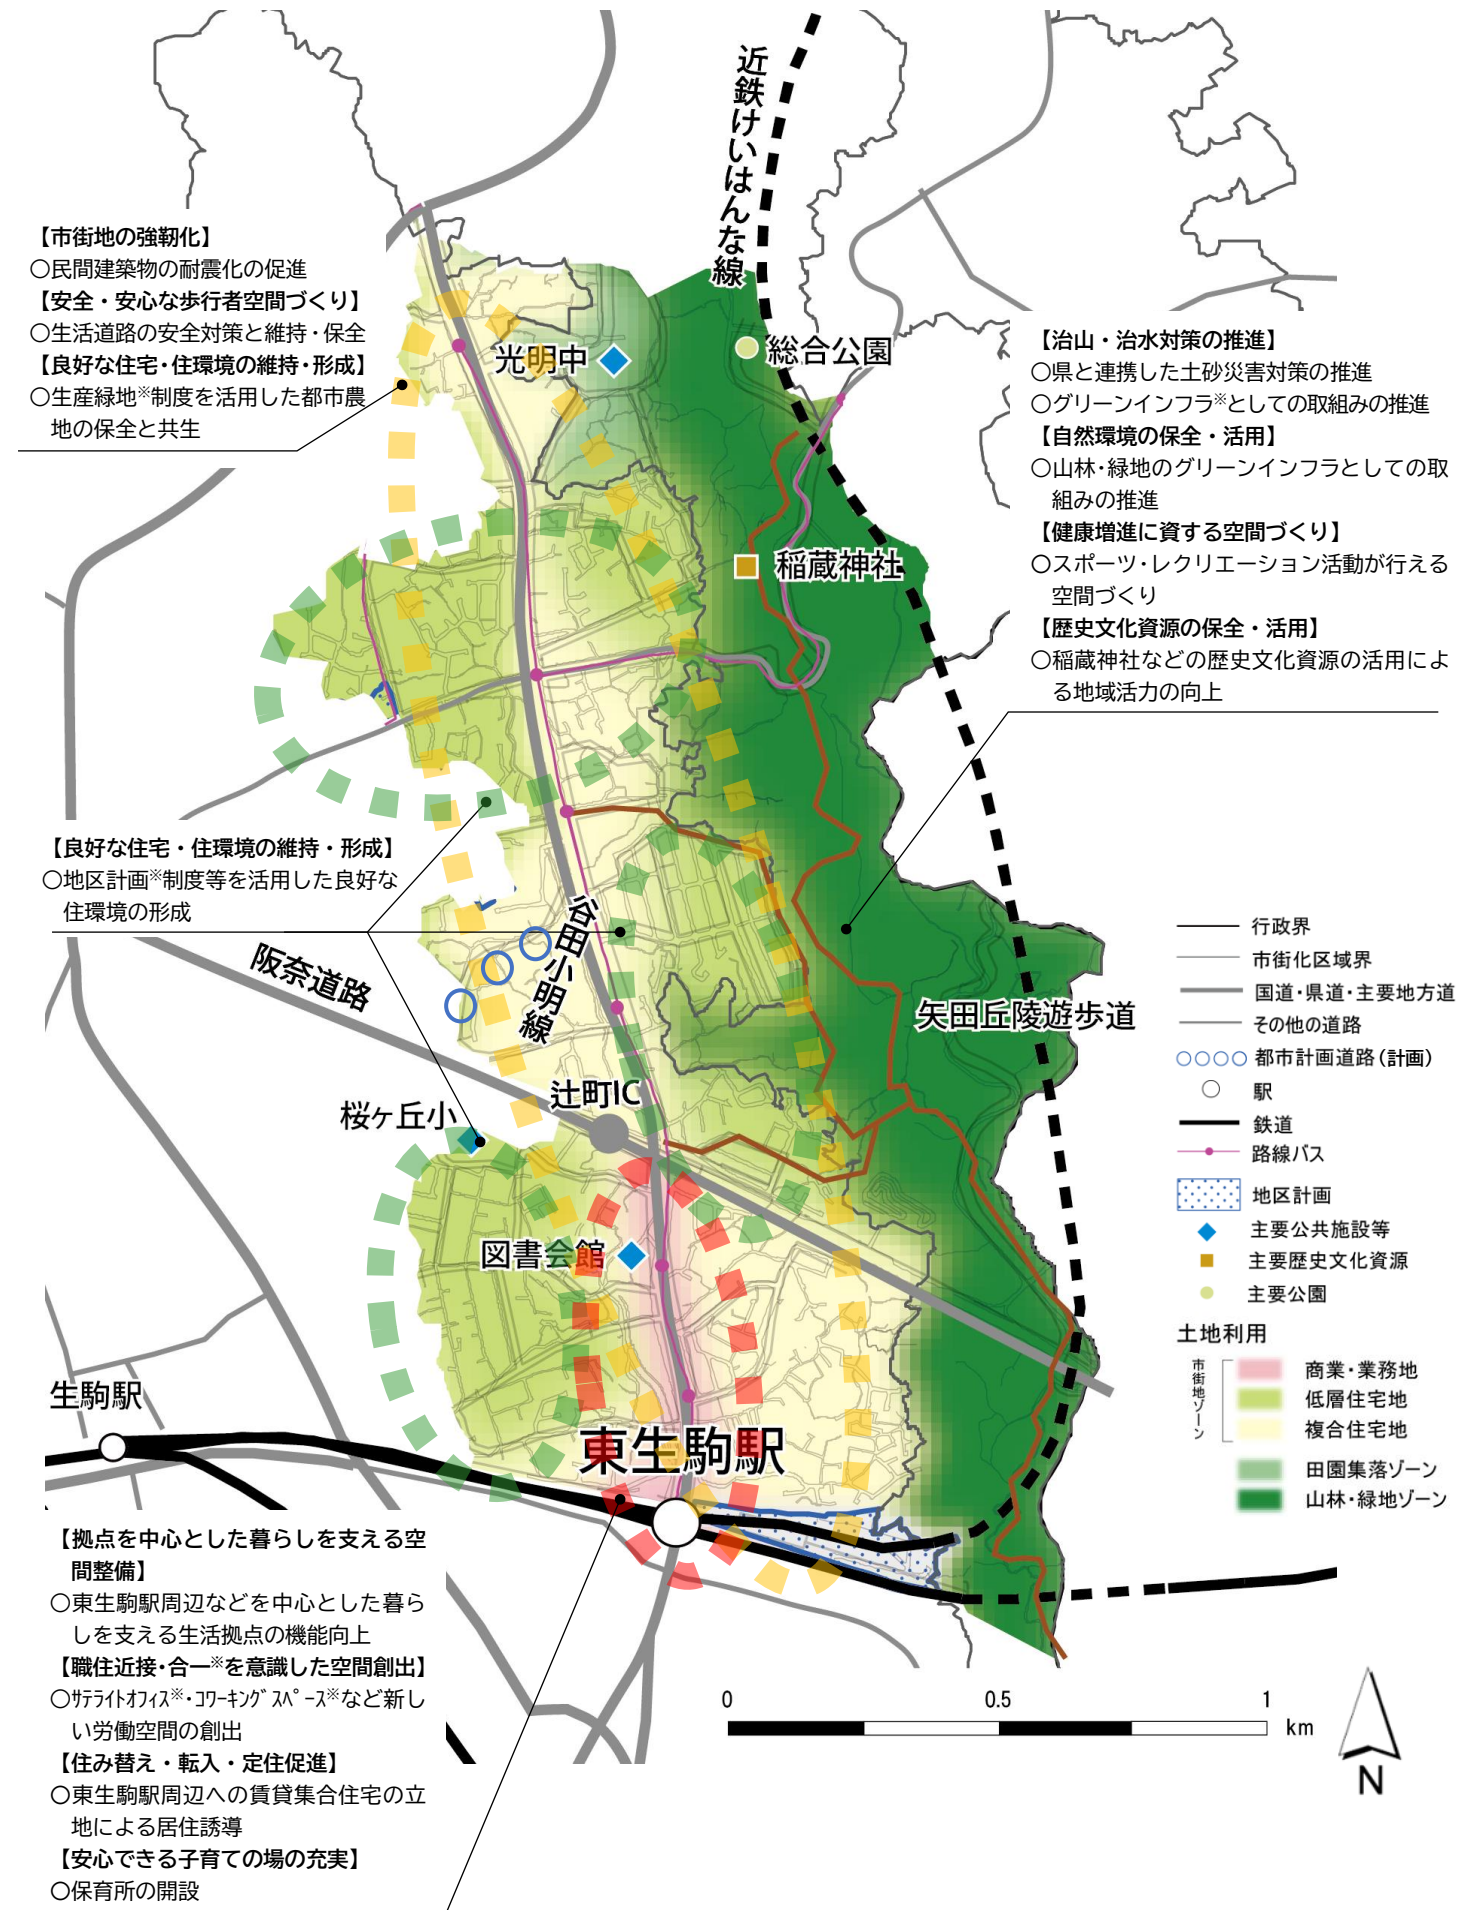 近鉄けいはんな線
【市街地の強靭化】
〇民間建築物の耐震化の促進
【安全・安心な歩行者空間づくり】
〇生活道路の安全対策と維持・保全
【良好な住宅・住環境の維持・形成】
〇生産緑地※制度を活用した都市農
地の保全と共生
光明中
総合公園
【治山・治水対策の推進】
〇県と連携した土砂災害対策の推進
〇グリーンインフラ※としての取組みの推進
【自然環境の保全・活用】
〇山林・緑地のグリーンインフラとしての取
組みの推進
【健康増進に資する空間づくり】
〇スポーツ・レクリエーション活動が行える
空間づくり
【歴史文化資源の保全・活用】
〇稲蔵神社などの歴史文化資源の活用によ
る地域活力の向上
稲蔵神社
【良好な住宅・住環境の維持・形成】
〇地区計画※制度等を活用した良好な
住環境の形成
谷田小明線
阪奈道路
矢田丘陵遊歩道
辻町IC
桜ヶ丘小
図書会館
生駒駅
東生駒駅
行政界
市街化区域界
国道・県道・主要地方道
その他の道路
都市計画道路(計画)
駅
鉄道
路線バス
地区計画
主要公共施設等
主要歴史文化資源
主要公園
土地利用
市街地ゾーン
商業・業務地
低層住宅地
複合住宅地
田園集落ゾーン
山林・緑地ゾーン
【拠点を中心とした暮らしを支える空
間整備】
〇東生駒駅周辺などを中心とした暮ら
しを支える生活拠点の機能向上
【職住近接・合一※を意識した空間創出】
〇ｻﾃﾗｲﾄｵﾌｨｽ※・ｺﾜｰｷﾝｸﾞｽﾍﾟｰｽ※など新し
い労働空間の創出
【住み替え・転入・定住促進】
〇東生駒駅周辺への賃貸集合住宅の立
地による居住誘導
【安心できる子育ての場の充実】
〇保育所の開設
0 0.5 1
km
N